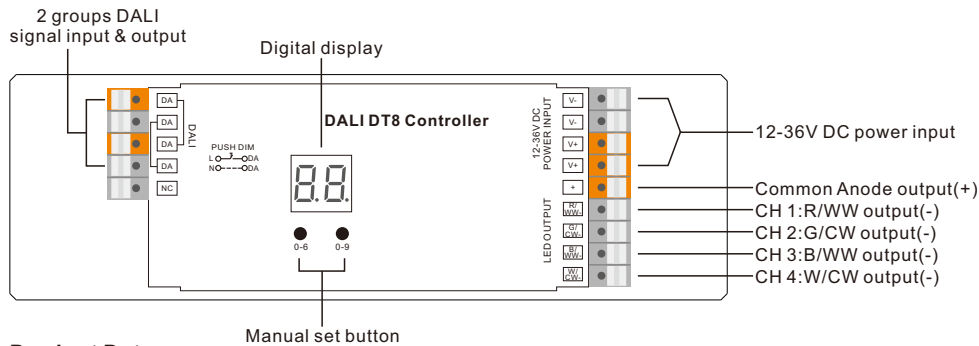 2 groups DALI
signal input & output
Digital display
DALI DT8 Controller
DA
DA
DA
DA
NC
DALI
PUSH DIM
L DA
N DA
8.8.
0-6
0-9
Manual set button
12-36V DC
POWER INPUT
LED OUTPUT
V-
V-
V+
V+
+
R/
WW-
G/
CW-
B/
WW-
W/
CW-
12-36V DC power input
Common Anode output(+)
CH 1:R/WW output(-)
CH 2:G/CW output(-)
CH 3:B/WW output(-)
CH 4:W/CW output(-)